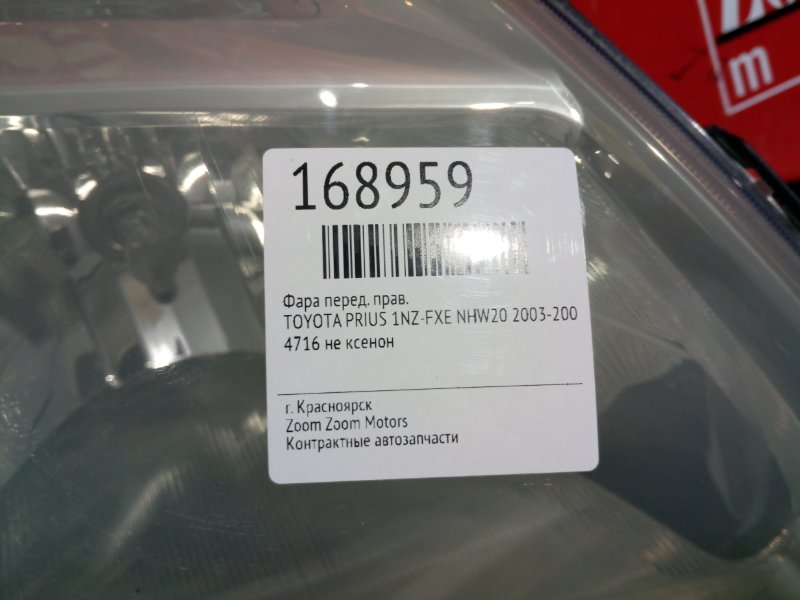 168959
Фара перед. прав.
TOYOTA PRIUS 1NZ-FXE NHW20 2003-200
4716 не ксенон
г. Красноярск
Zoom Zoom Motors
Контрактные автозапчасти
m